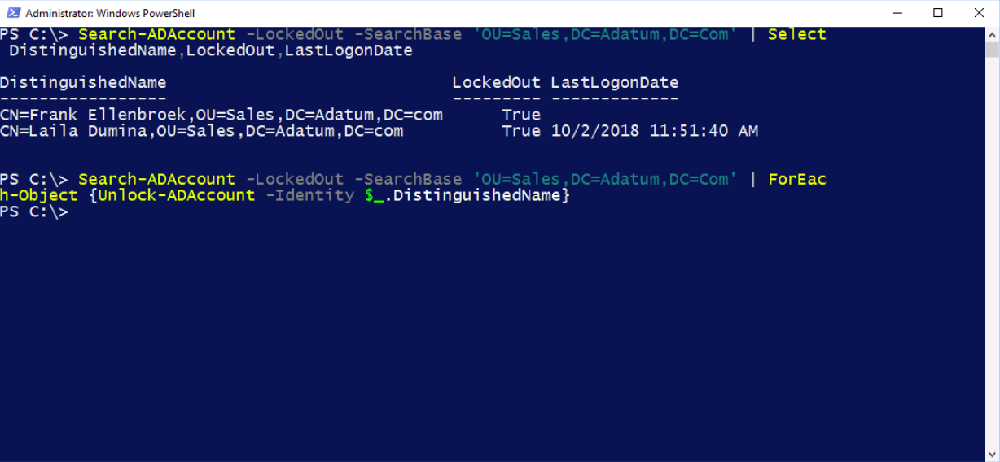 Administrator: Windows PowerShell
PS C:\> Search-ADAccount -LockedOut -SearchBase 'OU=Sales,DC=Adatum,DC=Com' | Select
 DistinguishedName,LockedOut,LastLogonDate
DistinguishedName                              LockedOut LastLogonDate
-----------------                              --------- -------------
CN=Frank Ellenbroek,OU=Sales,DC=Adatum,DC=com      True
CN=Laila Dumina,OU=Sales,DC=Adatum,DC=com            True 10/2/2018 11:51:40 AM
PS C:\> Search-ADAccount -LockedOut -SearchBase 'OU=Sales,DC=Adatum,DC=Com' | ForEac
h-Object {Unlock-ADAccount -Identity $_.DistinguishedName}
PS C:\>